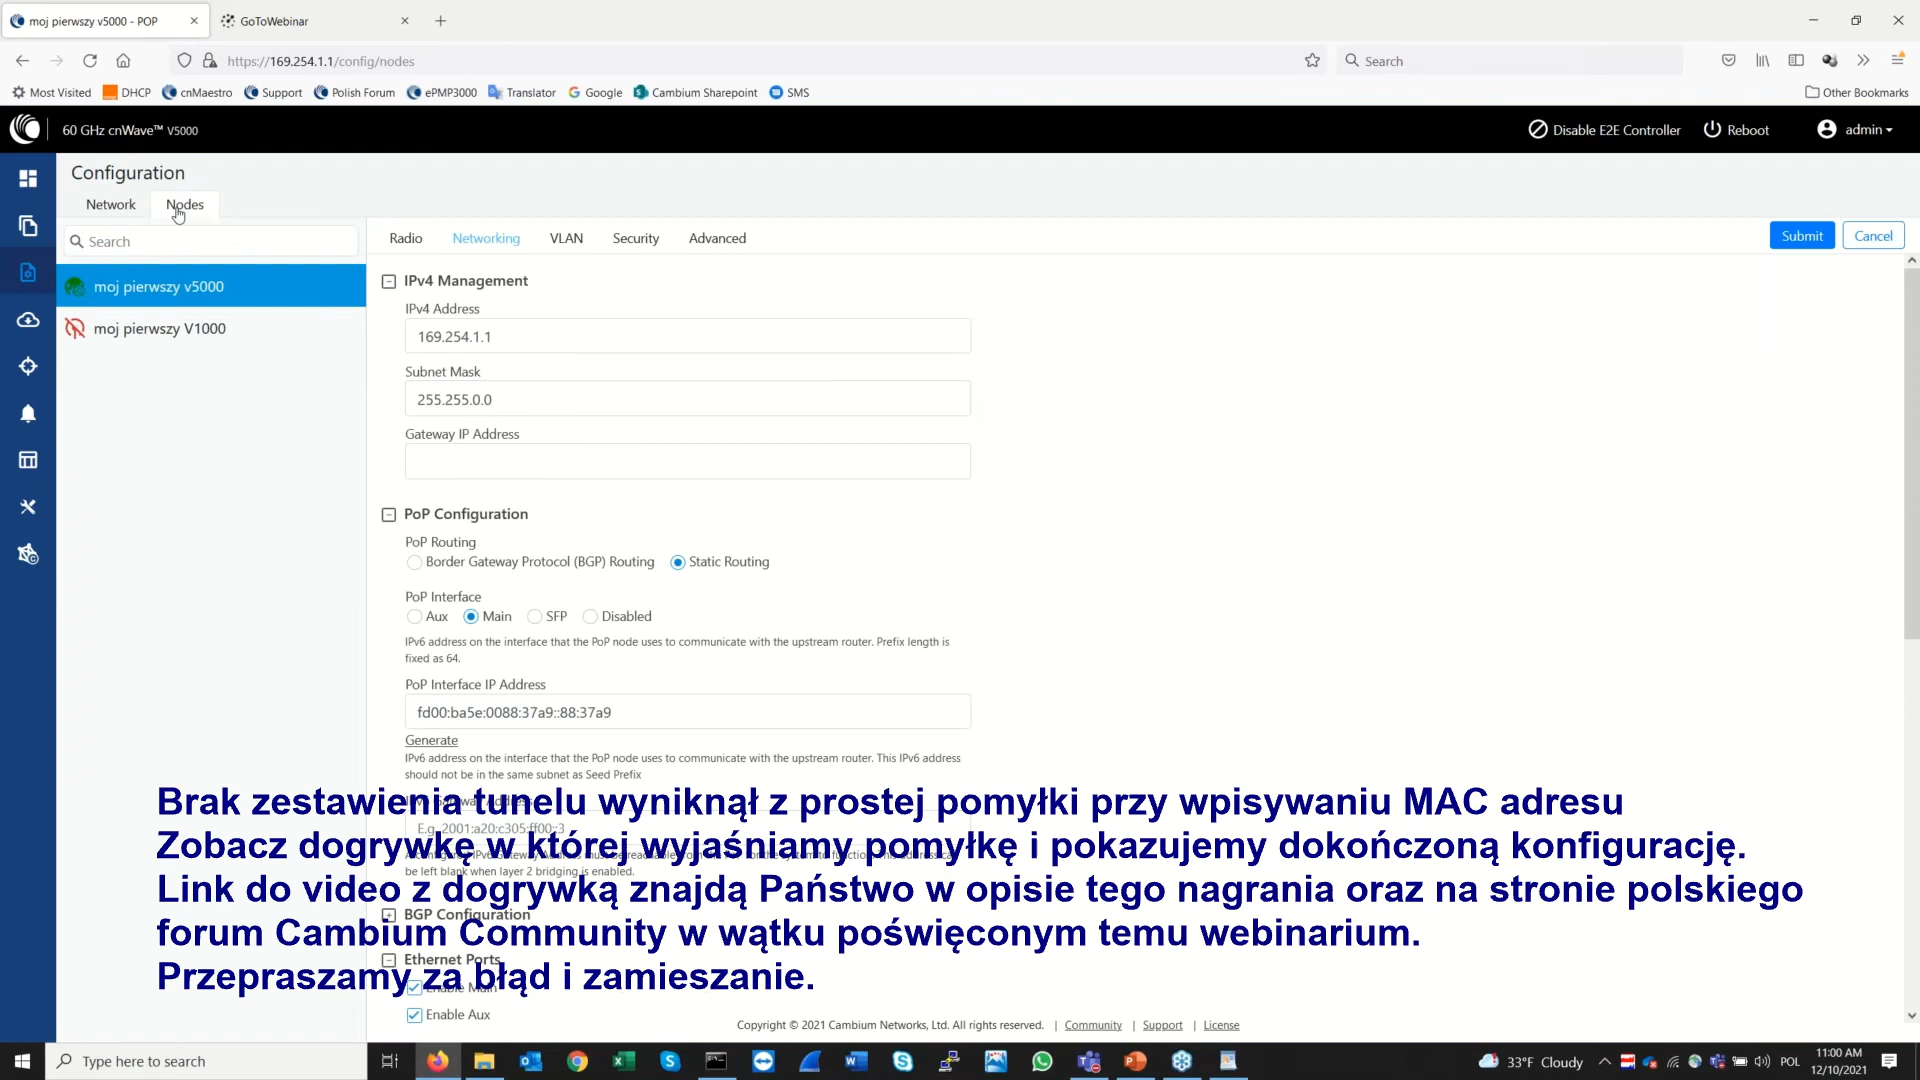 moj pierwszy v5000 - POP
GoToWebinar
https://169.254.1.1/config/nodes
Search
Most Visited DHCP cnMaestro Support Polish Forum ePMP3000 Translator Google Cambium Sharepoint SMS Other Bookmarks
60 GHz cnWave™ V5000 Disable E2E Controller Reboot admin
Configuration
Network Nodes
Search
Radio Networking VLAN Security Advanced Submit Cancel
moj pierwszy v5000
moj pierwszy V1000
IPv4 Management
IPv4 Address
169.254.1.1
Subnet Mask
255.255.0.0
Gateway IP Address
PoP Configuration
PoP Routing
Border Gateway Protocol (BGP) Routing Static Routing
PoP Interface
Aux Main SFP Disabled
IPv6 address on the interface that the PoP node uses to communicate with the upstream router. Prefix length is
fixed as 64.
PoP Interface IP Address
fd00:ba5e:0088:37a9::88:37a9
Generate
IPv6 address on the interface that the PoP node uses to communicate with the upstream router. This IPv6 address
should not be in the same subnet as Seed Prefix
Brak zestawienia tunelu wyniknął z prostej pomyłki przy wpisywaniu MAC adresu
E.g. 2001:a20:c305:ff00::3
Zobacz dogrywkę w której wyjaśniamy pomyłkę i pokazujemy dokończoną konfigurację.
be left blank when layer 2 bridging is enabled.
Link do video z dogrywką znajdą Państwo w opisie tego nagrania oraz na stronie polskiego
BGP Configuration
forum Cambium Community w wątku poświęconym temu webinarium.
Ethernet Ports
Przepraszamy za błąd i zamieszanie.
Enable Main
Enable Aux
Copyright © 2021 Cambium Networks, Ltd. All rights reserved. | Community | Support | License
Type here to search
33°F Cloudy
POL
11:00 AM
12/10/2021